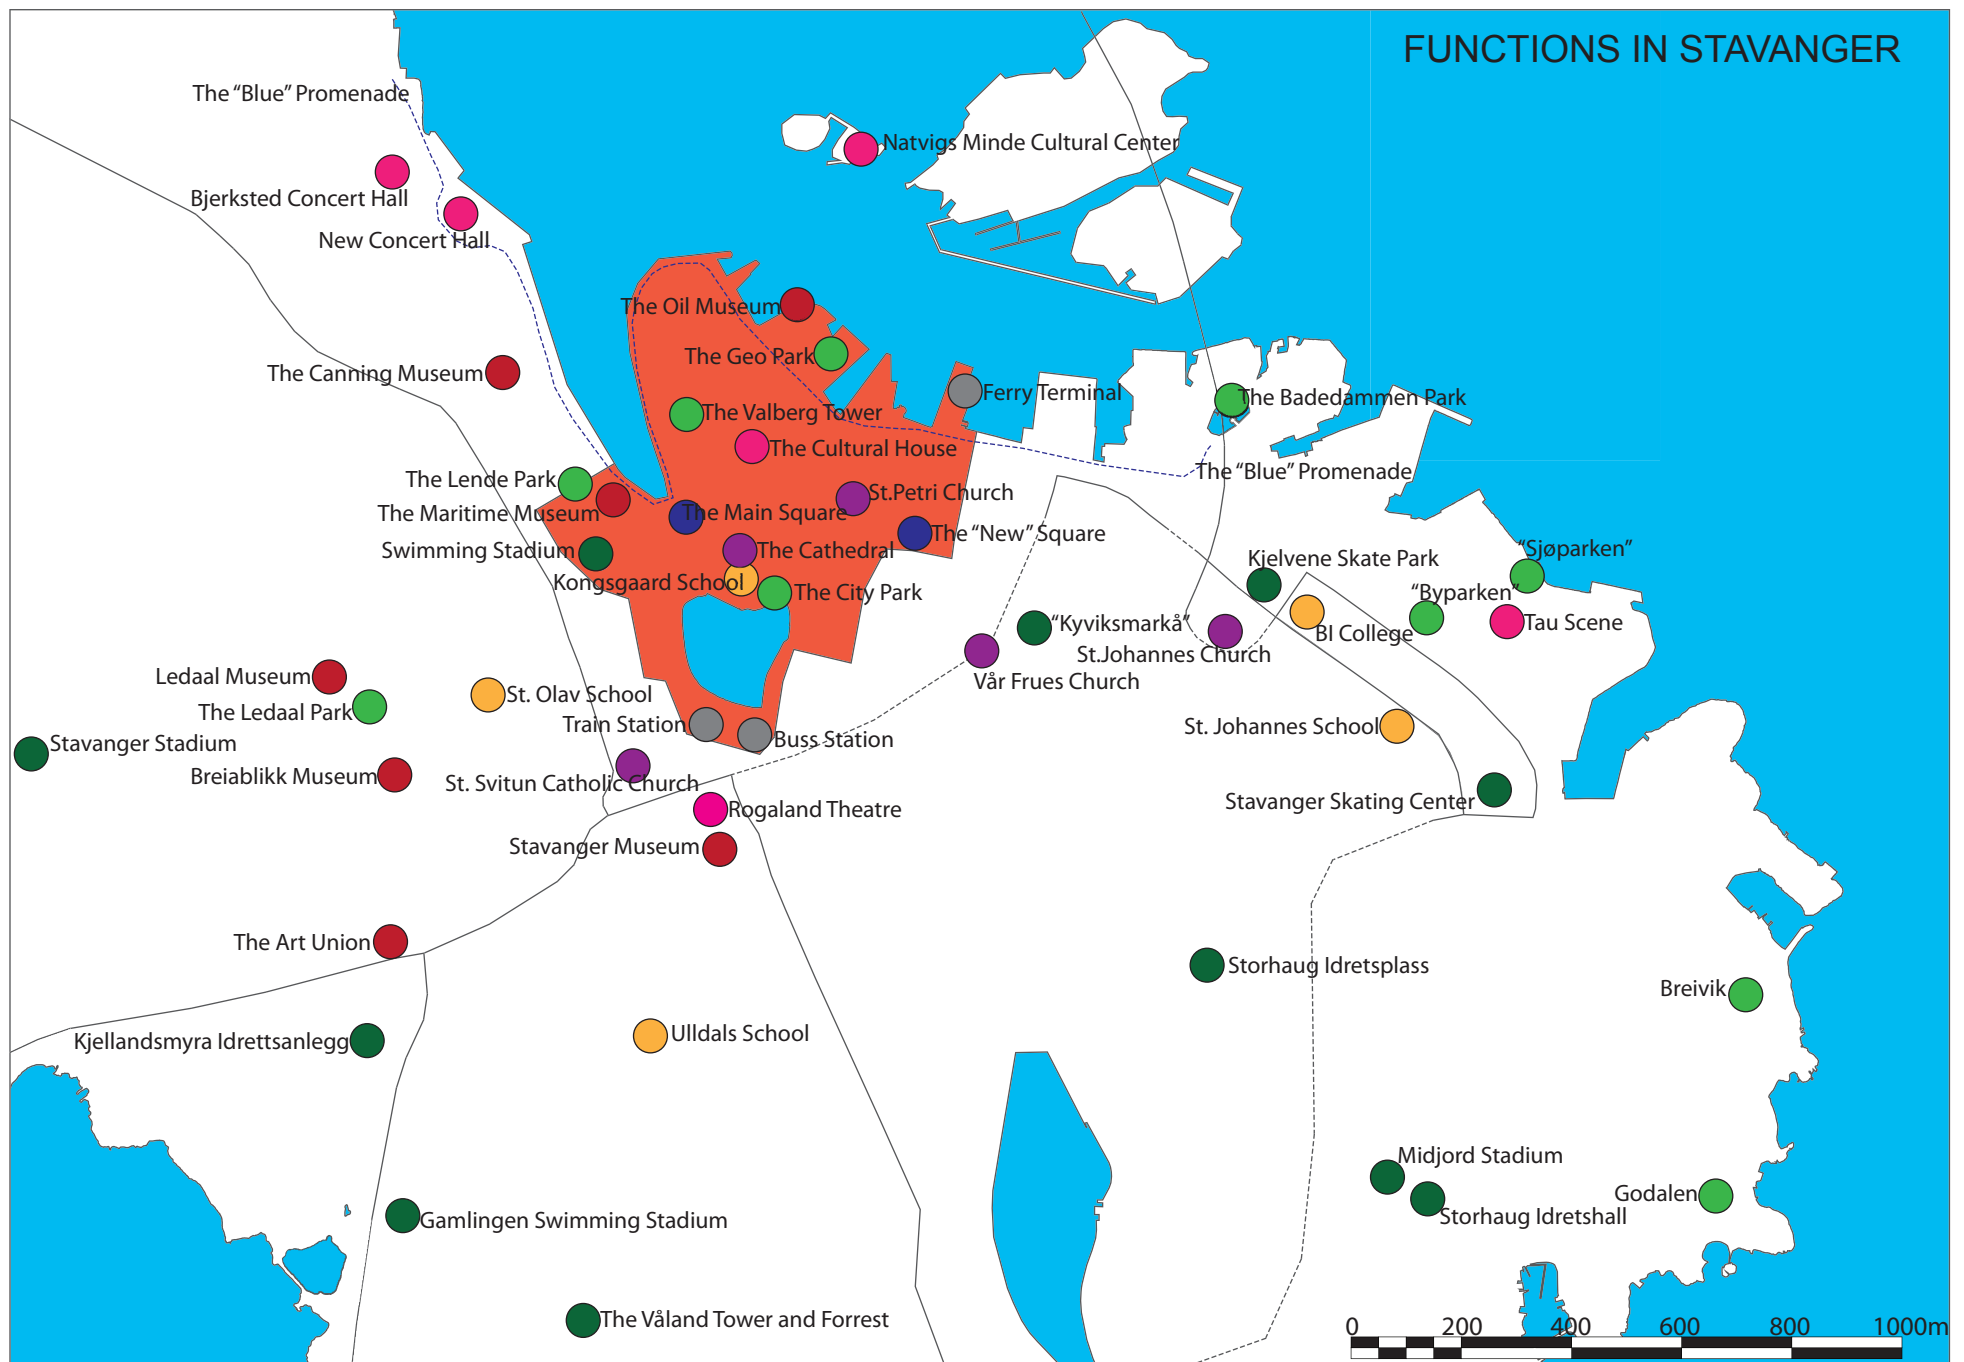 FUNCTIONS IN STAVANGER
The “Blue” Promenade
Natvigs Minde Cultural Center
Bjerksted Concert Hall
New Concert Hall
The Oil Museum
The Geo Park
The Canning Museum
Ferry Terminal
The Badedammen Park
The Valberg Tower
The Cultural House
The “Blue” Promenade
The Lende Park
St.Petri Church
The Maritime Museum
The Main Square
The “New” Square
Swimming Stadium
The Cathedral
“Sjøparken”
Kjelvene Skate Park
Kongsgaard School
The City Park
“Byparken”
“Kyviksmarkå”
BI College
Tau Scene
St.Johannes Church
Vår Frues Church
Ledaal Museum
St. Olav School
The Ledaal Park
Train Station
St. Johannes School
Buss Station
Stavanger Stadium
Breiablikk Museum
St. Svitun Catholic Church
Stavanger Skating Center
Rogaland Theatre
Stavanger Museum
The Art Union
Storhaug Idretsplass
Breivik
Ulldals School
Kjellandsmyra Idrettsanlegg
Midjord Stadium
Godalen
Storhaug Idretshall
Gamlingen Swimming Stadium
The Våland Tower and Forrest
0 200 400 600 800 1000m